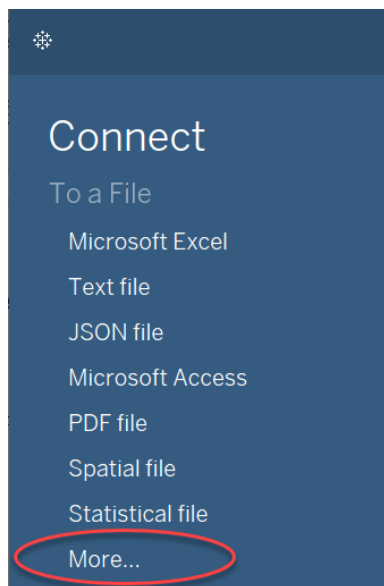 Connect
To a File
Microsoft Excel
Text file
JSON file
Microsoft Access
PDF file
Spatial file
Statistical file
More...